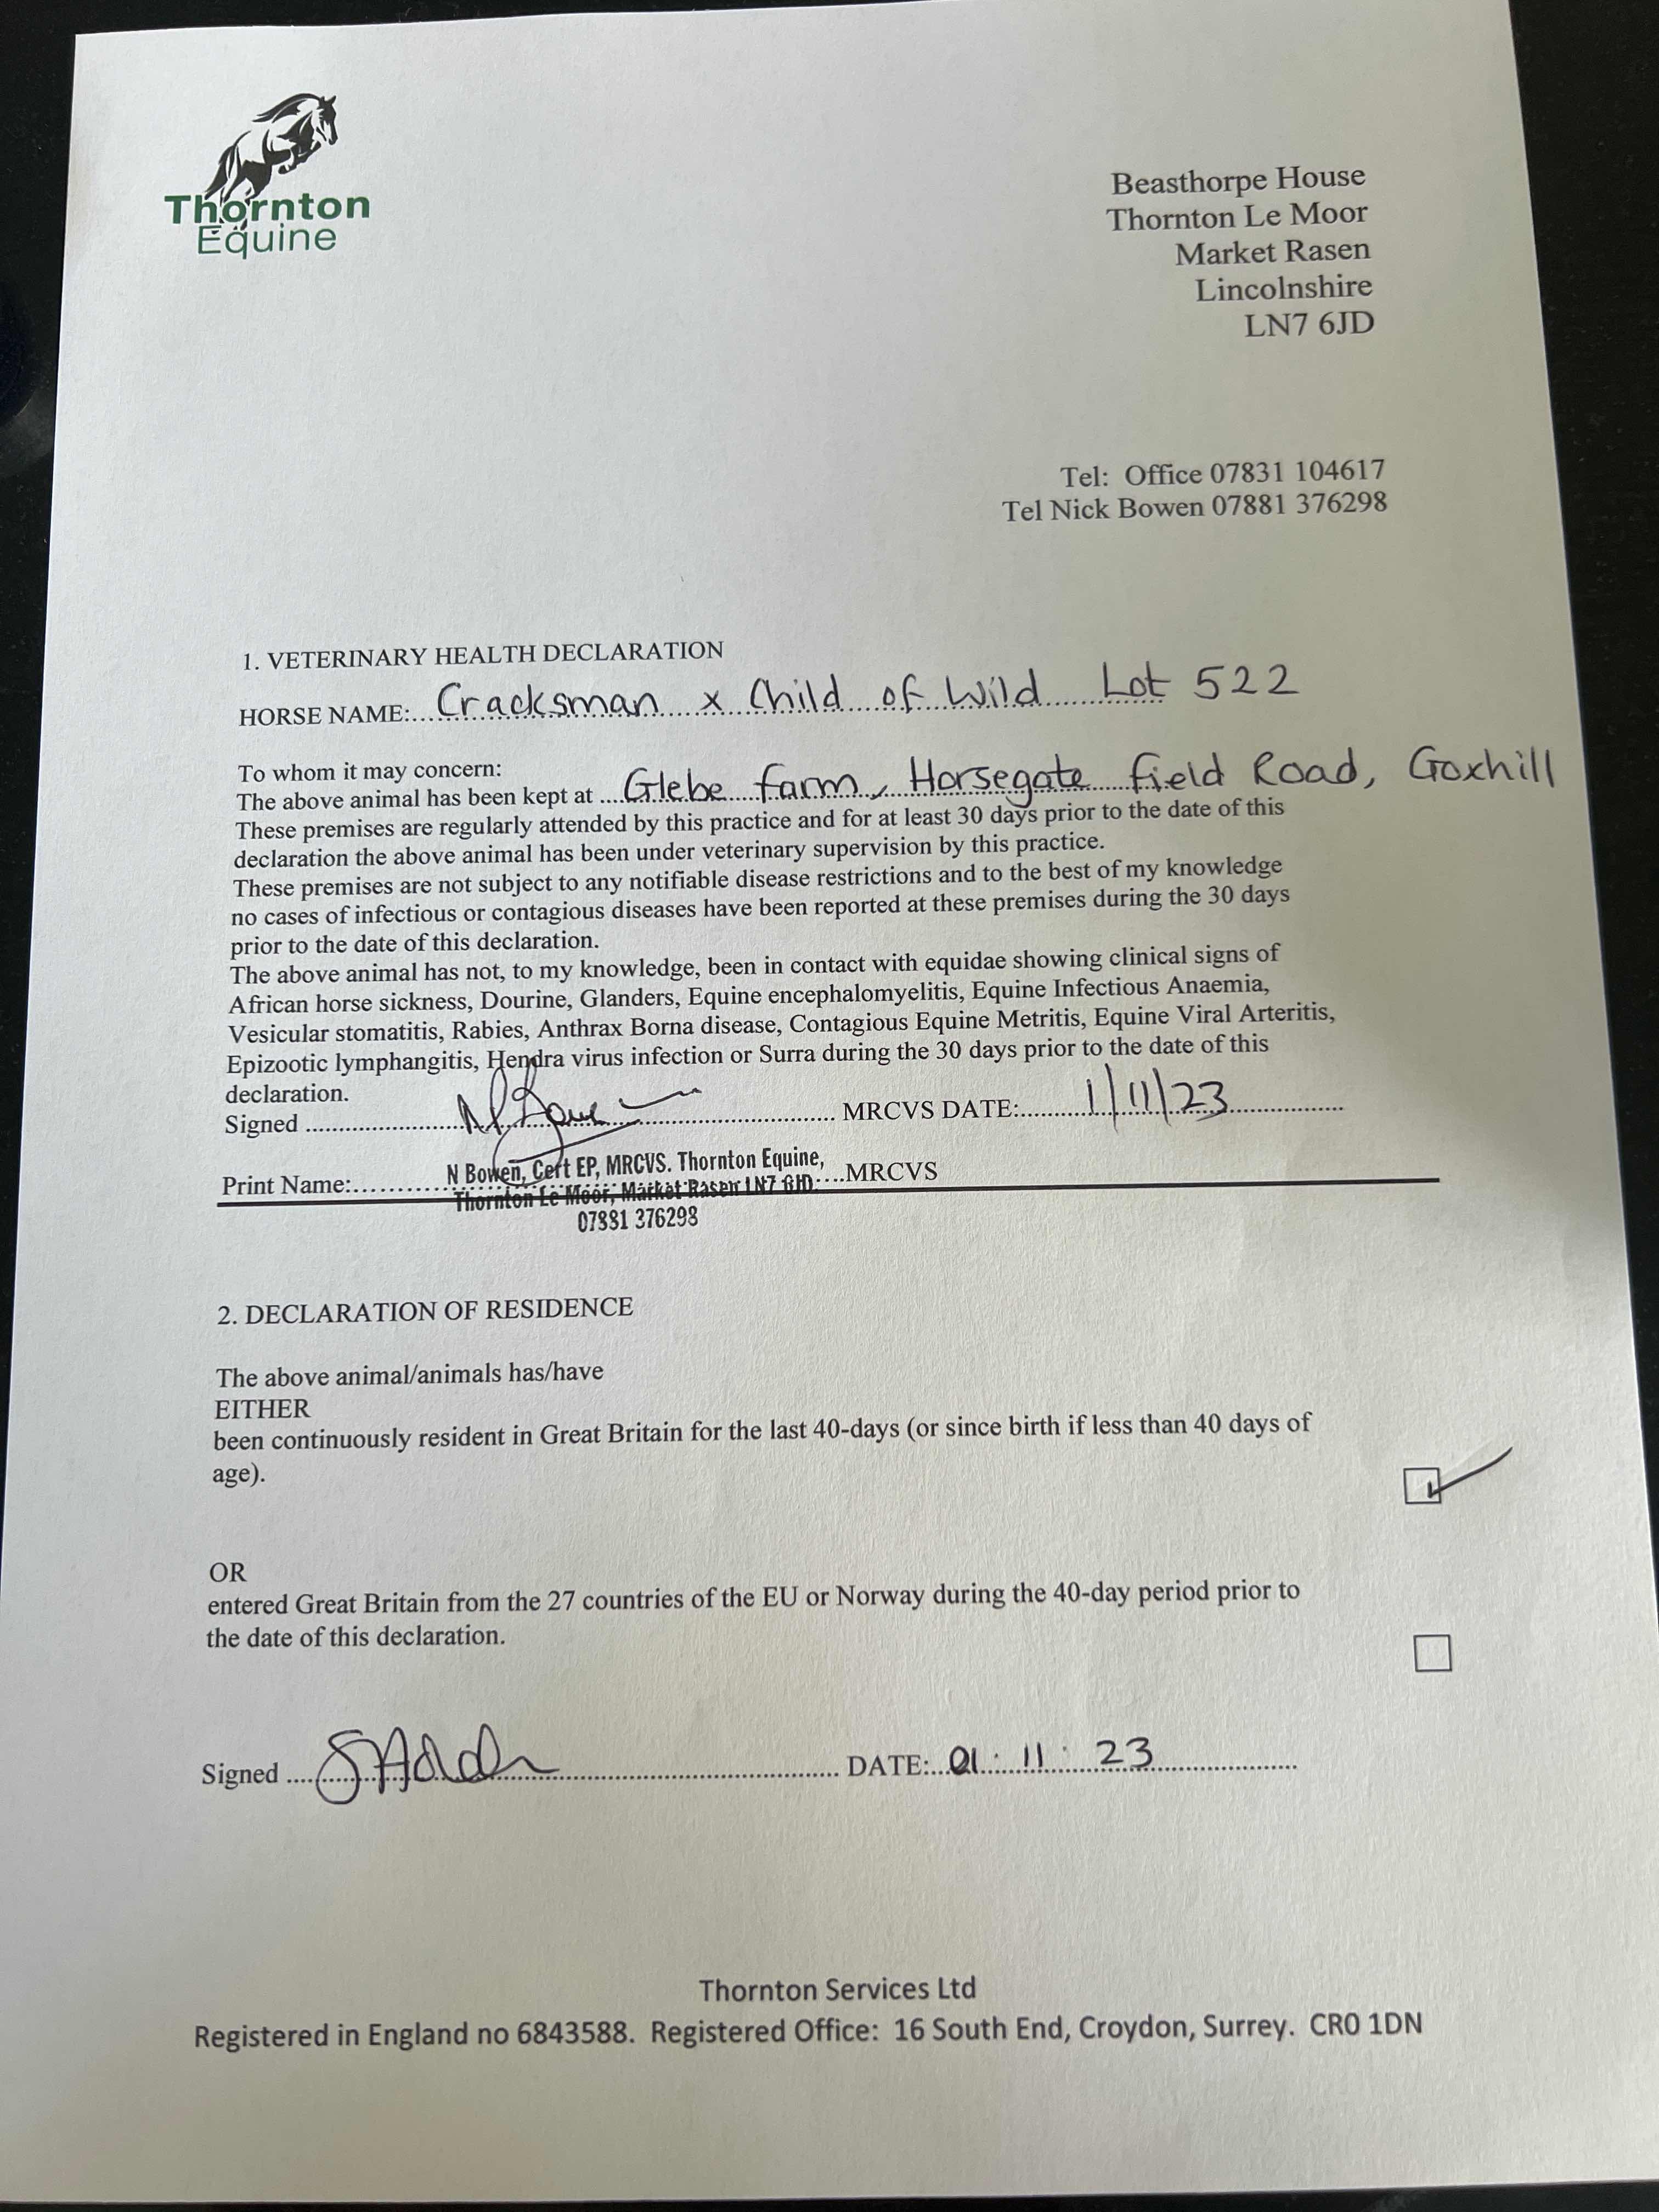 Thornton
Equine
Beasthorpe House
Thornton Le Moor
Market Rasen
Lincolnshire
LN7 6JD
Tel: Office 07831 104617
Tel Nick Bowen 07881 376298
1. VETERINARY HEALTH DECLARATION
HORSE NAME:....Cracksman x Child of Wild Lot 522
To whom it may concern:
The above animal has been kept at ....Glebe farm, Horsegate field Road, Goxhill
These premises are regularly attended by this practice and for at least 30 days prior to the date of this
declaration the above animal has been under veterinary supervision by this practice.
These premises are not subject to any notifiable disease restrictions and to the best of my knowledge
no cases of infectious or contagious diseases have been reported at these premises during the 30 days
prior to the date of this declaration.
The above animal has not, to my knowledge, been in contact with equidae showing clinical signs of
African horse sickness, Dourine, Glanders, Equine encephalomyelitis, Equine Infectious Anaemia,
Vesicular stomatitis, Rabies, Anthrax Borna disease, Contagious Equine Metritis, Equine Viral Arteritis,
Epizootic lymphangitis, Hendra virus infection or Surra during the 30 days prior to the date of this
declaration.
Signed ........ MRCVS DATE:........1/11/23
Print Name:........N Bowen, Cert EP, MRCVS. Thornton Equine,....MRCVS
Thornton Le Moor, Market Rasen LN7 6JD
07881 376298
2. DECLARATION OF RESIDENCE
The above animal/animals has/have
EITHER
been continuously resident in Great Britain for the last 40-days (or since birth if less than 40 days of
age).
OR
entered Great Britain from the 27 countries of the EU or Norway during the 40-day period prior to
the date of this declaration.
Signed ........ DATE:...01 : 11 : 23
Thornton Services Ltd
Registered in England no 6843588. Registered Office: 16 South End, Croydon, Surrey. CR0 1DN